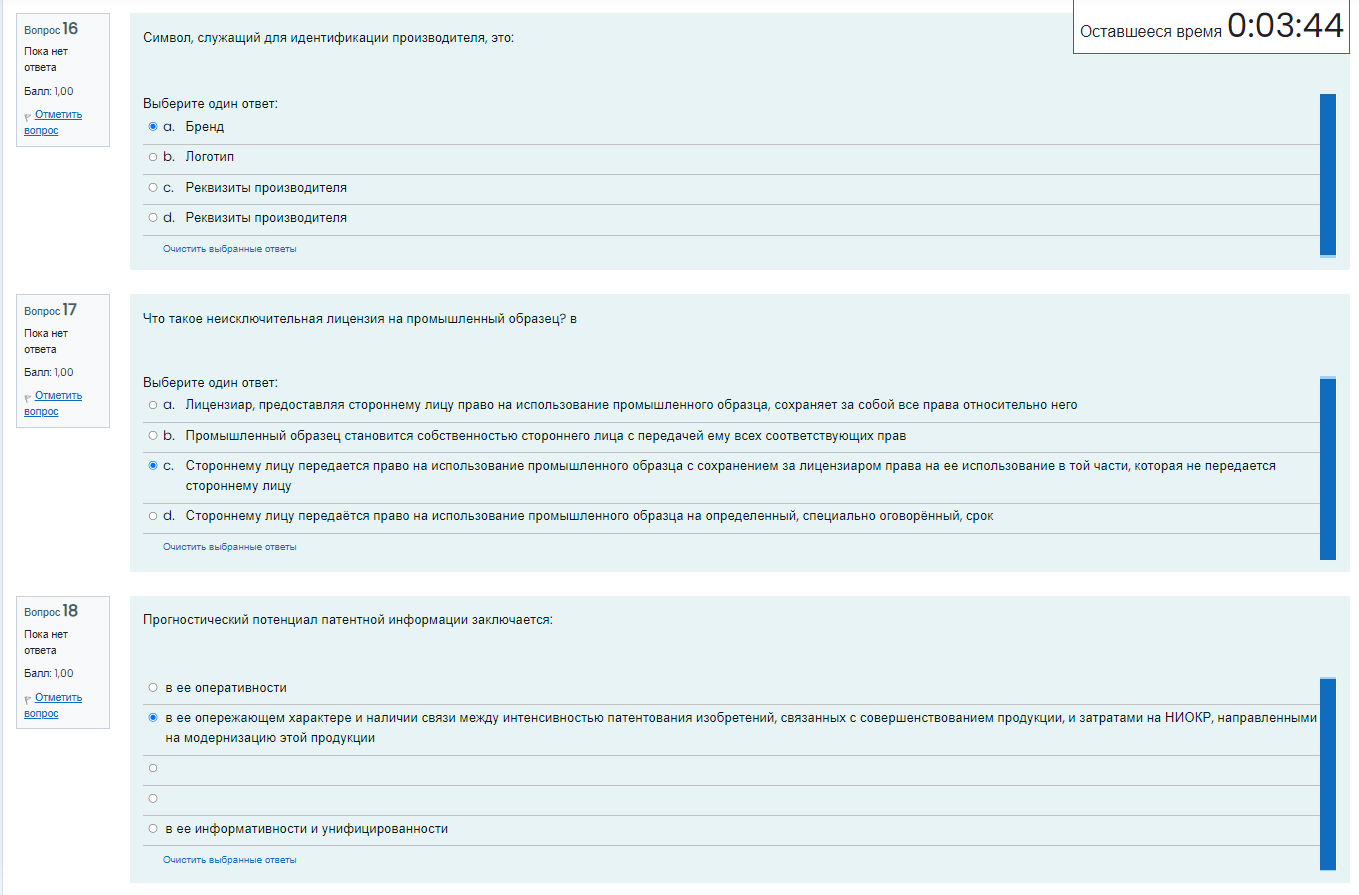 Оставшееся время 0:03:44
Вопрос 16
Пока нет
ответа
Балл: 1,00
Отметить
вопрос
Символ, служащий для идентификации производителя, это:
Выберите один ответ:
a. Бренд
b. Логотип
c. Реквизиты производителя
d. Реквизиты производителя
Очистить выбранные ответы
Вопрос 17
Пока нет
ответа
Балл: 1,00
Отметить
вопрос
Что такое неисключительная лицензия на промышленный образец? в
Выберите один ответ:
a. Лицензиар, предоставляя стороннему лицу право на использование промышленного образца, сохраняет за собой все права относительно него
b. Промышленный образец становится собственностью стороннего лица с передачей ему всех соответствующих прав
c. Стороннему лицу передается право на использование промышленного образца с сохранением за лицензиаром права на ее использование в той части, которая не передается
стороннему лицу
d. Стороннему лицу передаётся право на использование промышленного образца на определенный, специально оговорённый, срок
Очистить выбранные ответы
Вопрос 18
Пока нет
ответа
Балл: 1,00
Отметить
вопрос
Прогностический потенциал патентной информации заключается:
в ее оперативности
в ее опережающем характере и наличии связи между интенсивностью патентования изобретений, связанных с совершенствованием продукции, и затратами на НИОКР, направленными
на модернизацию этой продукции
в ее информативности и унифицированности
Очистить выбранные ответы